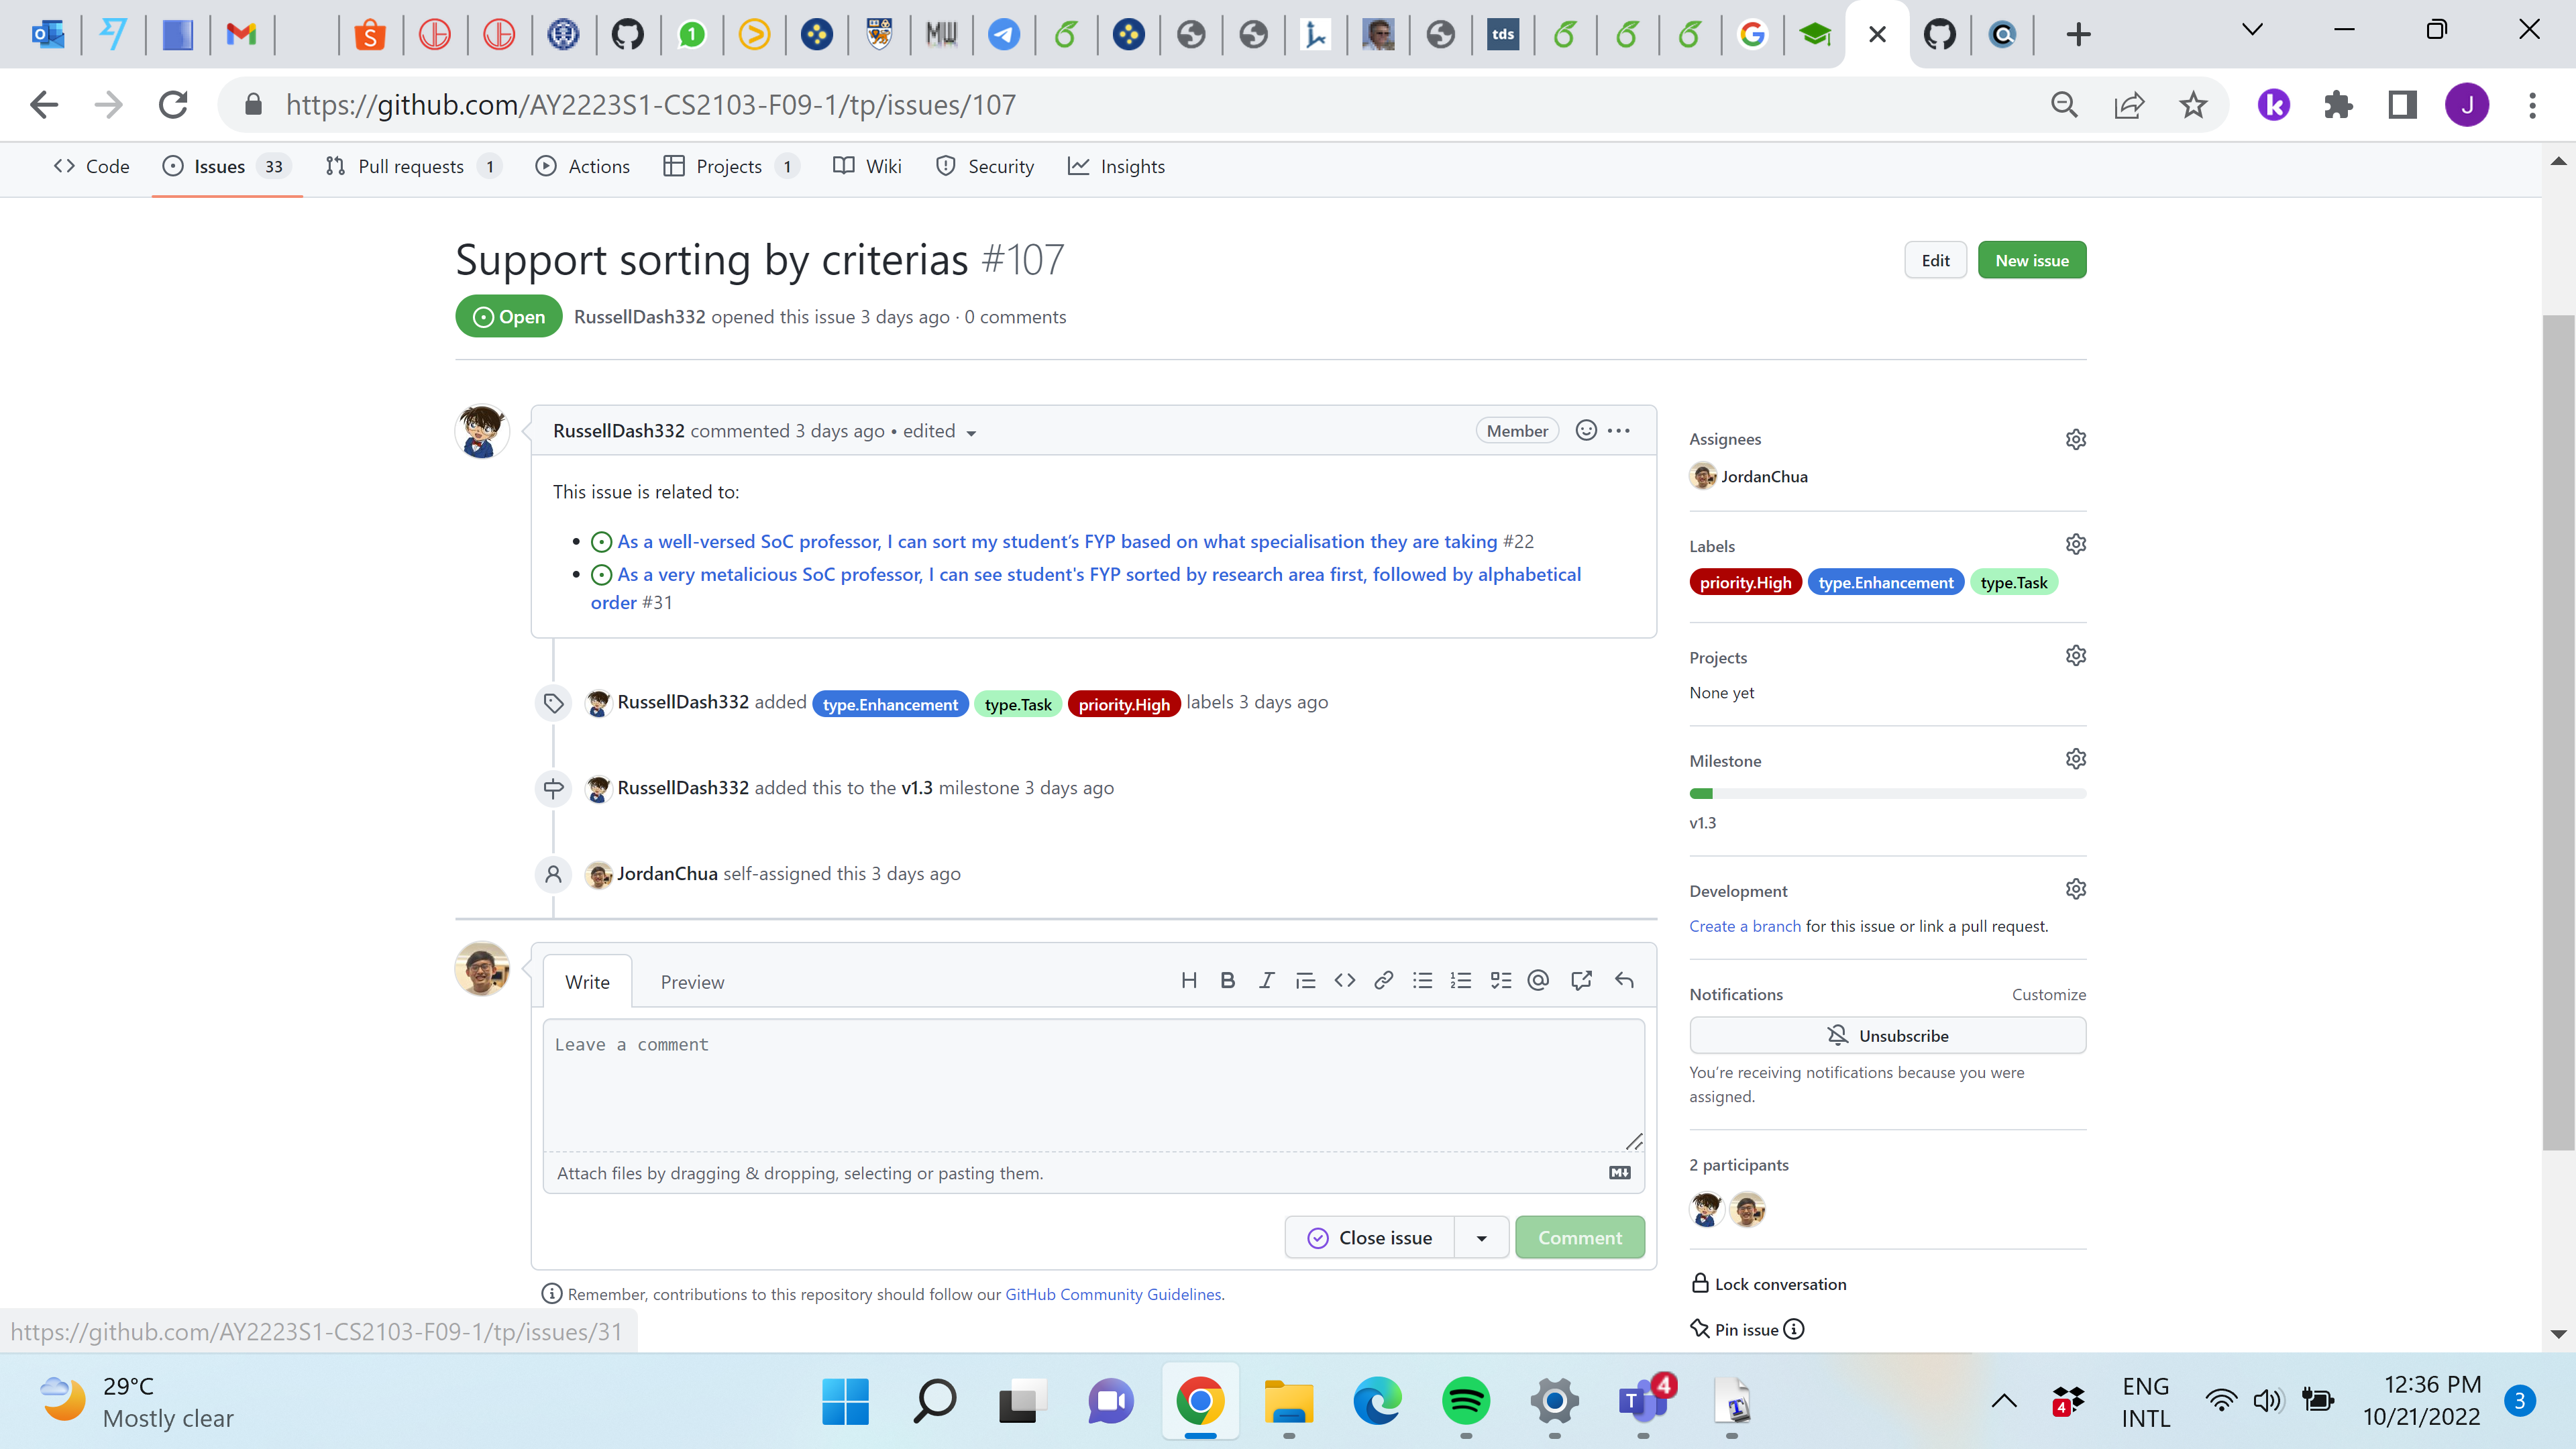 1
tds
https://github.com/AY2223S1-CS2103-F09-1/tp/issues/107
k
J
Code Issues 33 Pull requests 1 Actions Projects 1 Wiki Security Insights
Support sorting by criterias #107
Edit New issue
Open RussellDash332 opened this issue 3 days ago · 0 comments
RussellDash332 commented 3 days ago • edited
Member
This issue is related to:
• As a well-versed SoC professor, I can sort my student’s FYP based on what specialisation they are taking #22
• As a very metalicious SoC professor, I can see student's FYP sorted by research area first, followed by alphabetical
order #31
RussellDash332 added type.Enhancement type.Task priority.High labels 3 days ago
RussellDash332 added this to the v1.3 milestone 3 days ago
JordanChua self-assigned this 3 days ago
Write Preview
Leave a comment
Attach files by dragging & dropping, selecting or pasting them.
Close issue Comment
Remember, contributions to this repository should follow our GitHub Community Guidelines.
Assignees
JordanChua
Labels
priority.High type.Enhancement type.Task
Projects
None yet
Milestone
v1.3
Development
Create a branch for this issue or link a pull request.
Notifications Customize
Unsubscribe
You’re receiving notifications because you were
assigned.
2 participants
Lock conversation
Pin issue
https://github.com/AY2223S1-CS2103-F09-1/tp/issues/31
29°C
Mostly clear
4
4
ENG
INTL
12:36 PM
10/21/2022
3